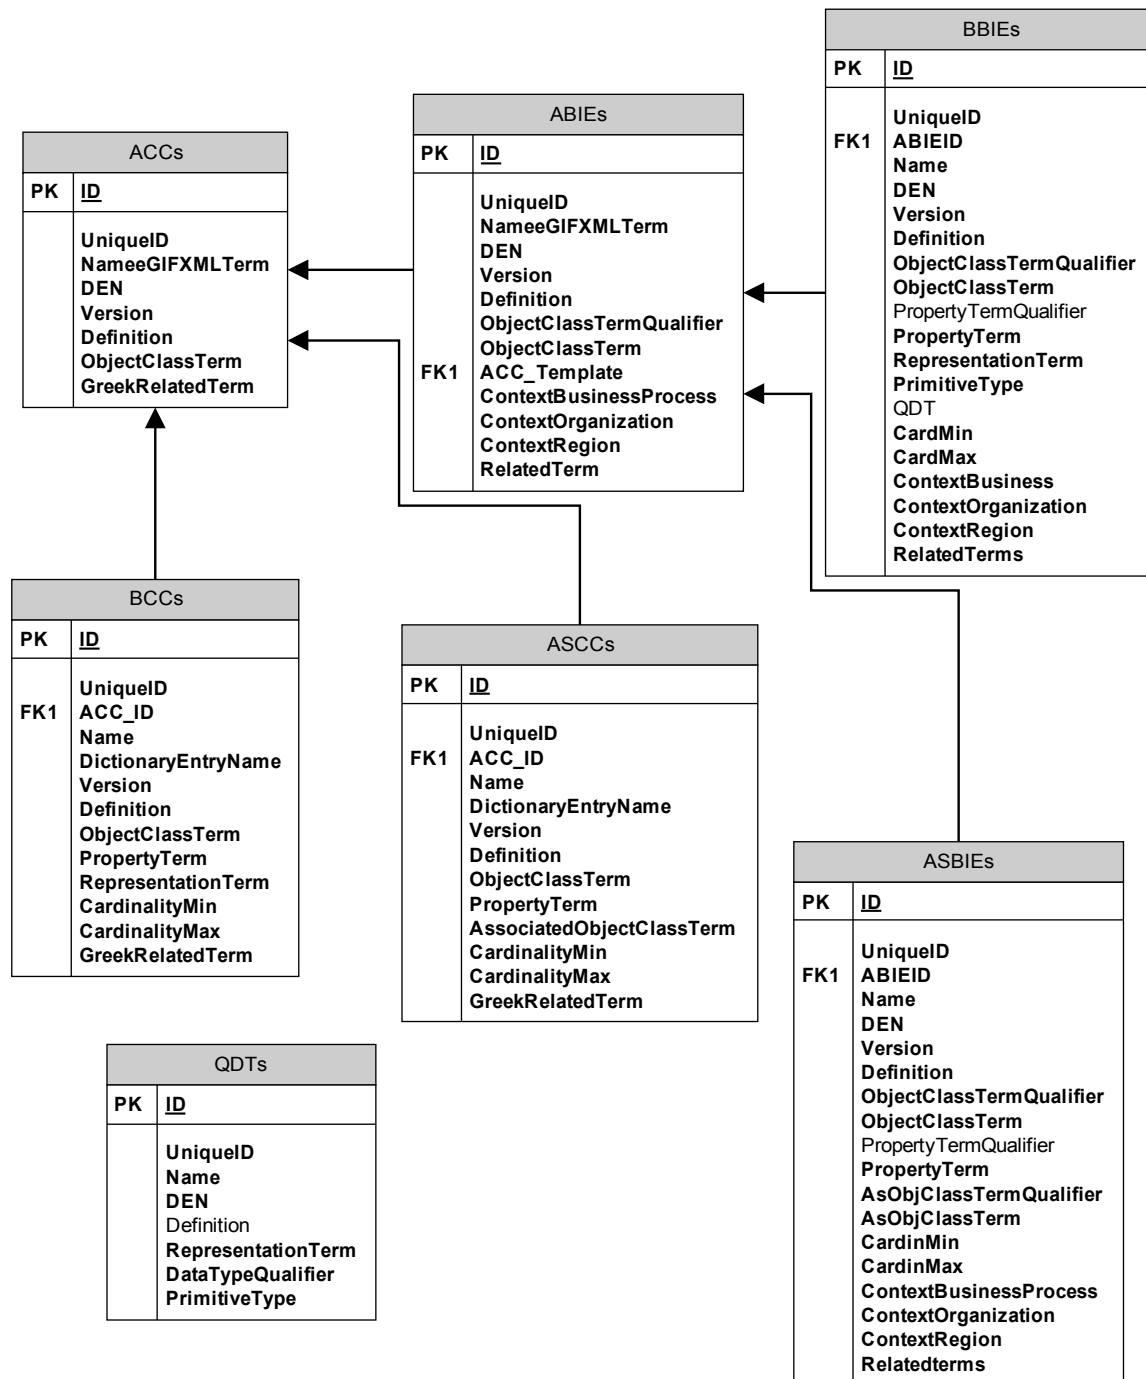 ACCs
PK ID
UniqueID
NameeGIFXMLTerm
DEN
Version
Definition
ObjectClassTerm
GreekRelatedTerm
ABIEs
PK ID
UniqueID
NameeGIFXMLTerm
DEN
Version
Definition
ObjectClassTermQualifier
ObjectClassTerm
FK1 ACC_Template
ContextBusinessProcess
ContextOrganization
ContextRegion
RelatedTerm
BBIEs
PK ID
UniqueID
FK1 ABIEID
Name
DEN
Version
Definition
ObjectClassTermQualifier
ObjectClassTerm
PropertyTermQualifier
PropertyTerm
RepresentationTerm
PrimitiveType
QDT
CardMin
CardMax
ContextBusiness
ContextOrganization
ContextRegion
RelatedTerms
BCCs
PK ID
UniqueID
FK1 ACC_ID
Name
DictionaryEntryName
Version
Definition
ObjectClassTerm
PropertyTerm
RepresentationTerm
CardinalityMin
CardinalityMax
GreekRelatedTerm
ASCCs
PK ID
UniqueID
FK1 ACC_ID
Name
DictionaryEntryName
Version
Definition
ObjectClassTerm
PropertyTerm
AssociatedObjectClassTerm
CardinalityMin
CardinalityMax
GreekRelatedTerm
ASBIEs
PK ID
UniqueID
FK1 ABIEID
Name
DEN
Version
Definition
ObjectClassTermQualifier
ObjectClassTerm
PropertyTermQualifier
PropertyTerm
AsObjClassTermQualifier
AsObjClassTerm
CardinMin
CardinMax
ContextBusinessProcess
ContextOrganization
ContextRegion
Relatedterms
QDTs
PK ID
UniqueID
Name
DEN
Definition
RepresentationTerm
DataTypeQualifier
PrimitiveType